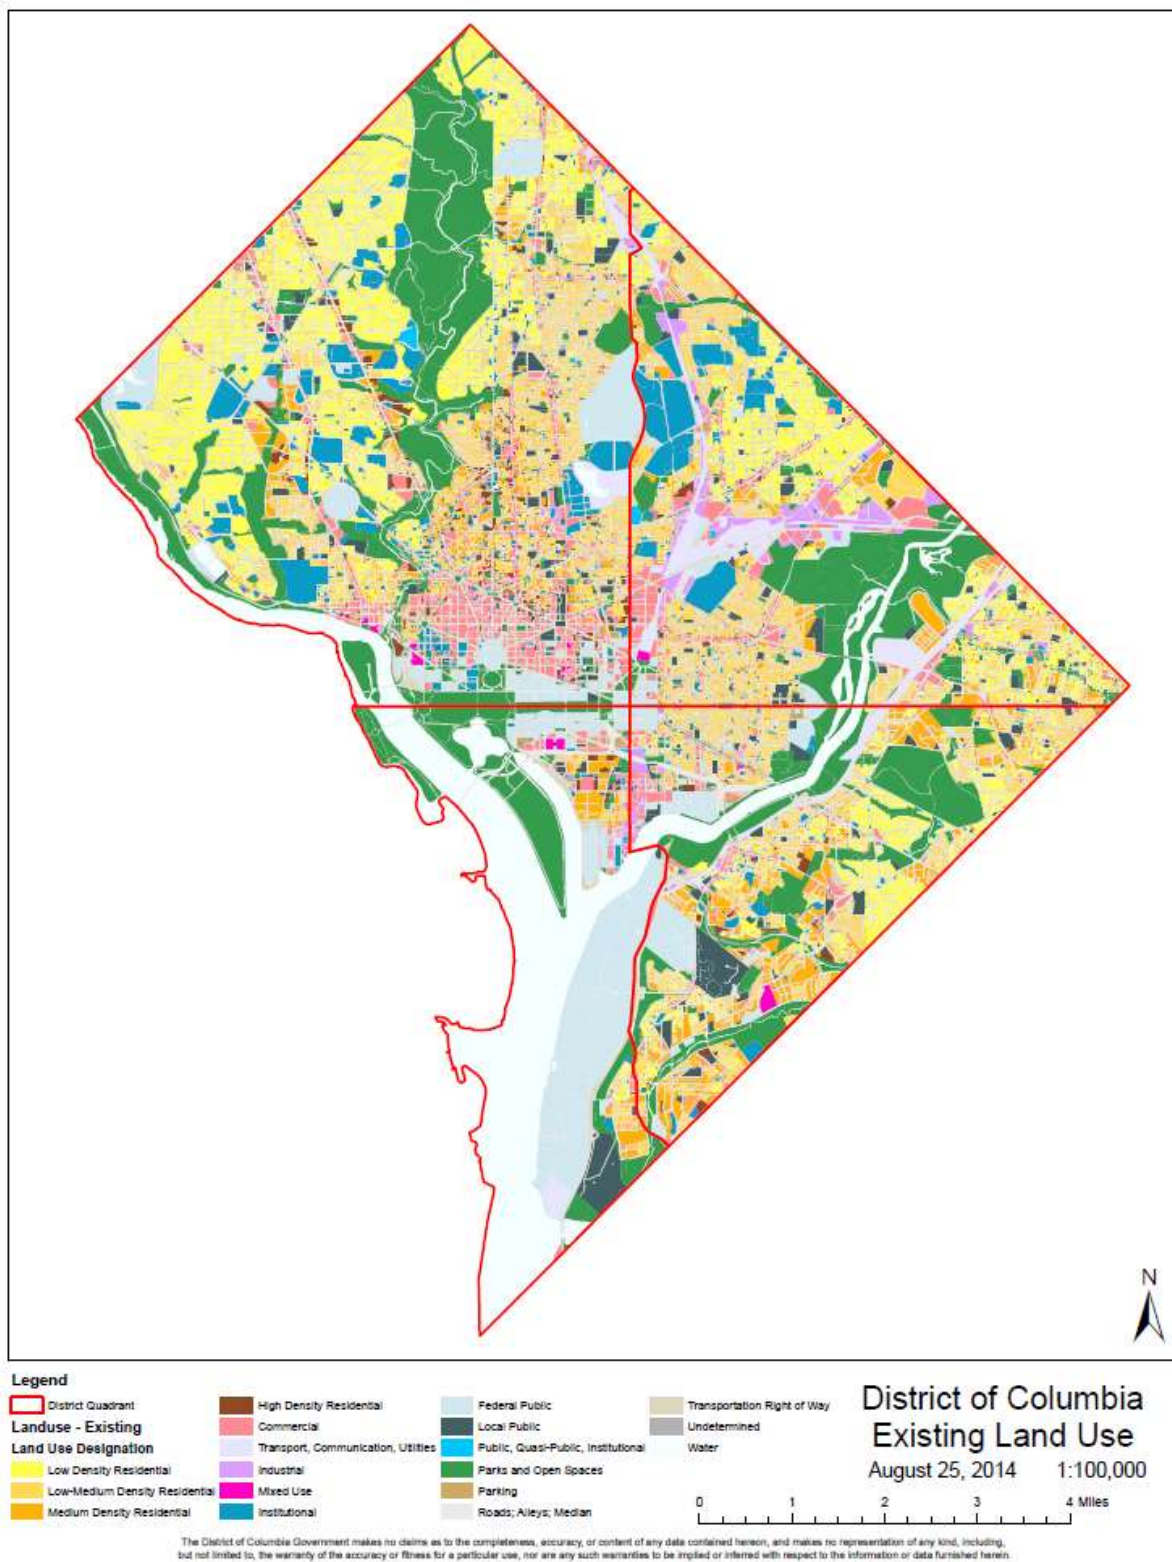 N
Legend
District Quadrant
Landuse - Existing
Land Use Designation
Low Density Residential
Low-Medium Density Residential
Medium Density Residential
High Density Residential
Commercial
Transport, Communication, Utilities
Industrial
Mixed Use
Institutional
Federal Public
Local Public
Public, Quasi-Public, Institutional
Parks and Open Spaces
Parking
Roads; Alleys; Median
Transportation Right of Way
Undetermined
Water
District of Columbia
Existing Land Use
August 25, 2014 1:100,000
0 1 2 3 4 Miles
The District of Columbia Government makes no claims as to the completeness, accuracy, or content of any data contained hereon, and makes no representation of any kind, including,
but not limited to, the warranty of the accuracy or fitness for a particular use, nor are any such warranties to be implied or inferred with respect to the information or data furnished herein.